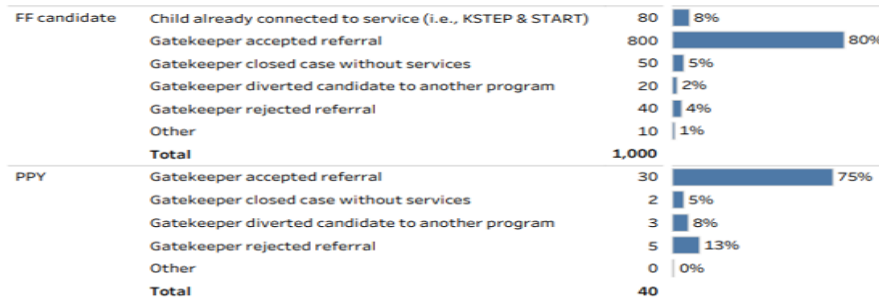 FF candidate Child already connected to service (i.e., KSTEP & START) 80 8%
Gatekeeper accepted referral 800 80%
Gatekeeper closed case without services 50 5%
Gatekeeper diverted candidate to another program 20 2%
Gatekeeper rejected referral 40 4%
Other 10 1%
Total 1,000
PPY Gatekeeper accepted referral 30 75%
Gatekeeper closed case without services 2 5%
Gatekeeper diverted candidate to another program 3 8%
Gatekeeper rejected referral 5 13%
Other 0 0%
Total 40